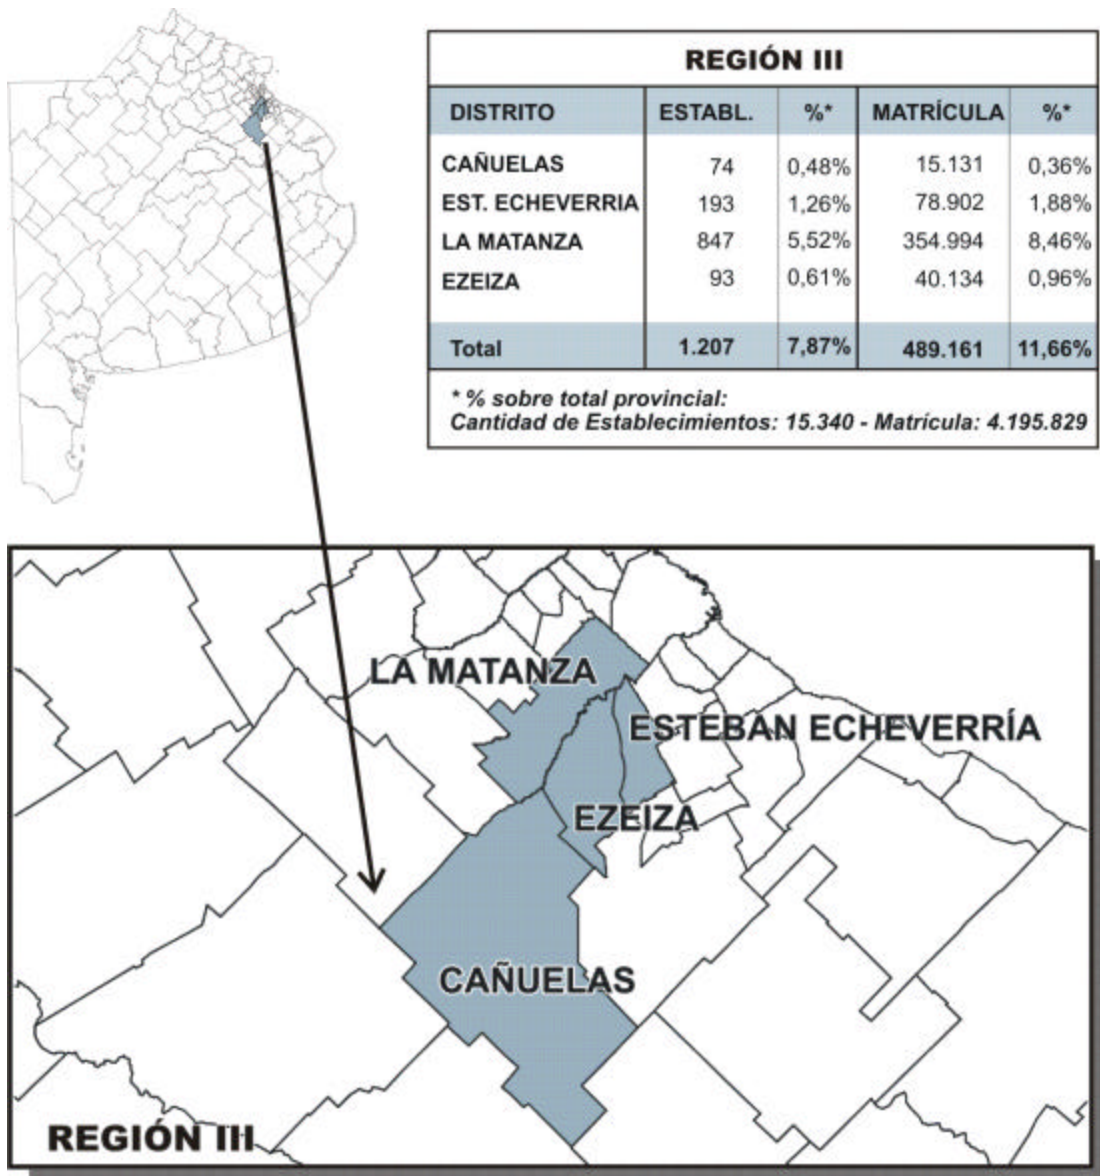 REGIÓN III
DISTRITO ESTABL. %* MATRÍCULA %*
CAÑUELAS 74 0,48% 15.131 0,36%
EST. ECHEVERRIA 193 1,26% 78.902 1,88%
LA MATANZA 847 5,52% 354.994 8,46%
EZEIZA 93 0,61% 40.134 0,96%
Total 1.207 7,87% 489.161 11,66%
* % sobre total provincial:
Cantidad de Establecimientos: 15.340 - Matrícula: 4.195.829
LA MATANZA
ESTEBAN ECHEVERRÍA
EZEIZA
CAÑUELAS
REGIÓN III